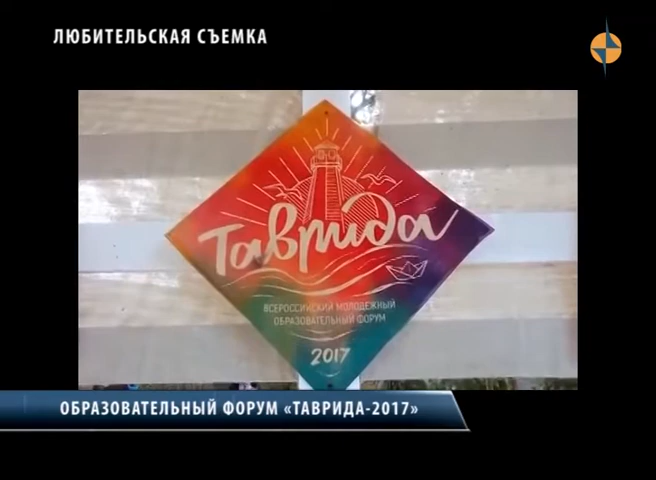 ЛЮБИТЕЛЬСКАЯ СЪЕМКА
Таврида
ВСЕРОССИЙСКИЙ МОЛОДЕЖНЫЙ
ОБРАЗОВАТЕЛЬНЫЙ ФОРУМ
2017
ОБРАЗОВАТЕЛЬНЫЙ ФОРУМ «ТАВРИДА-2017»